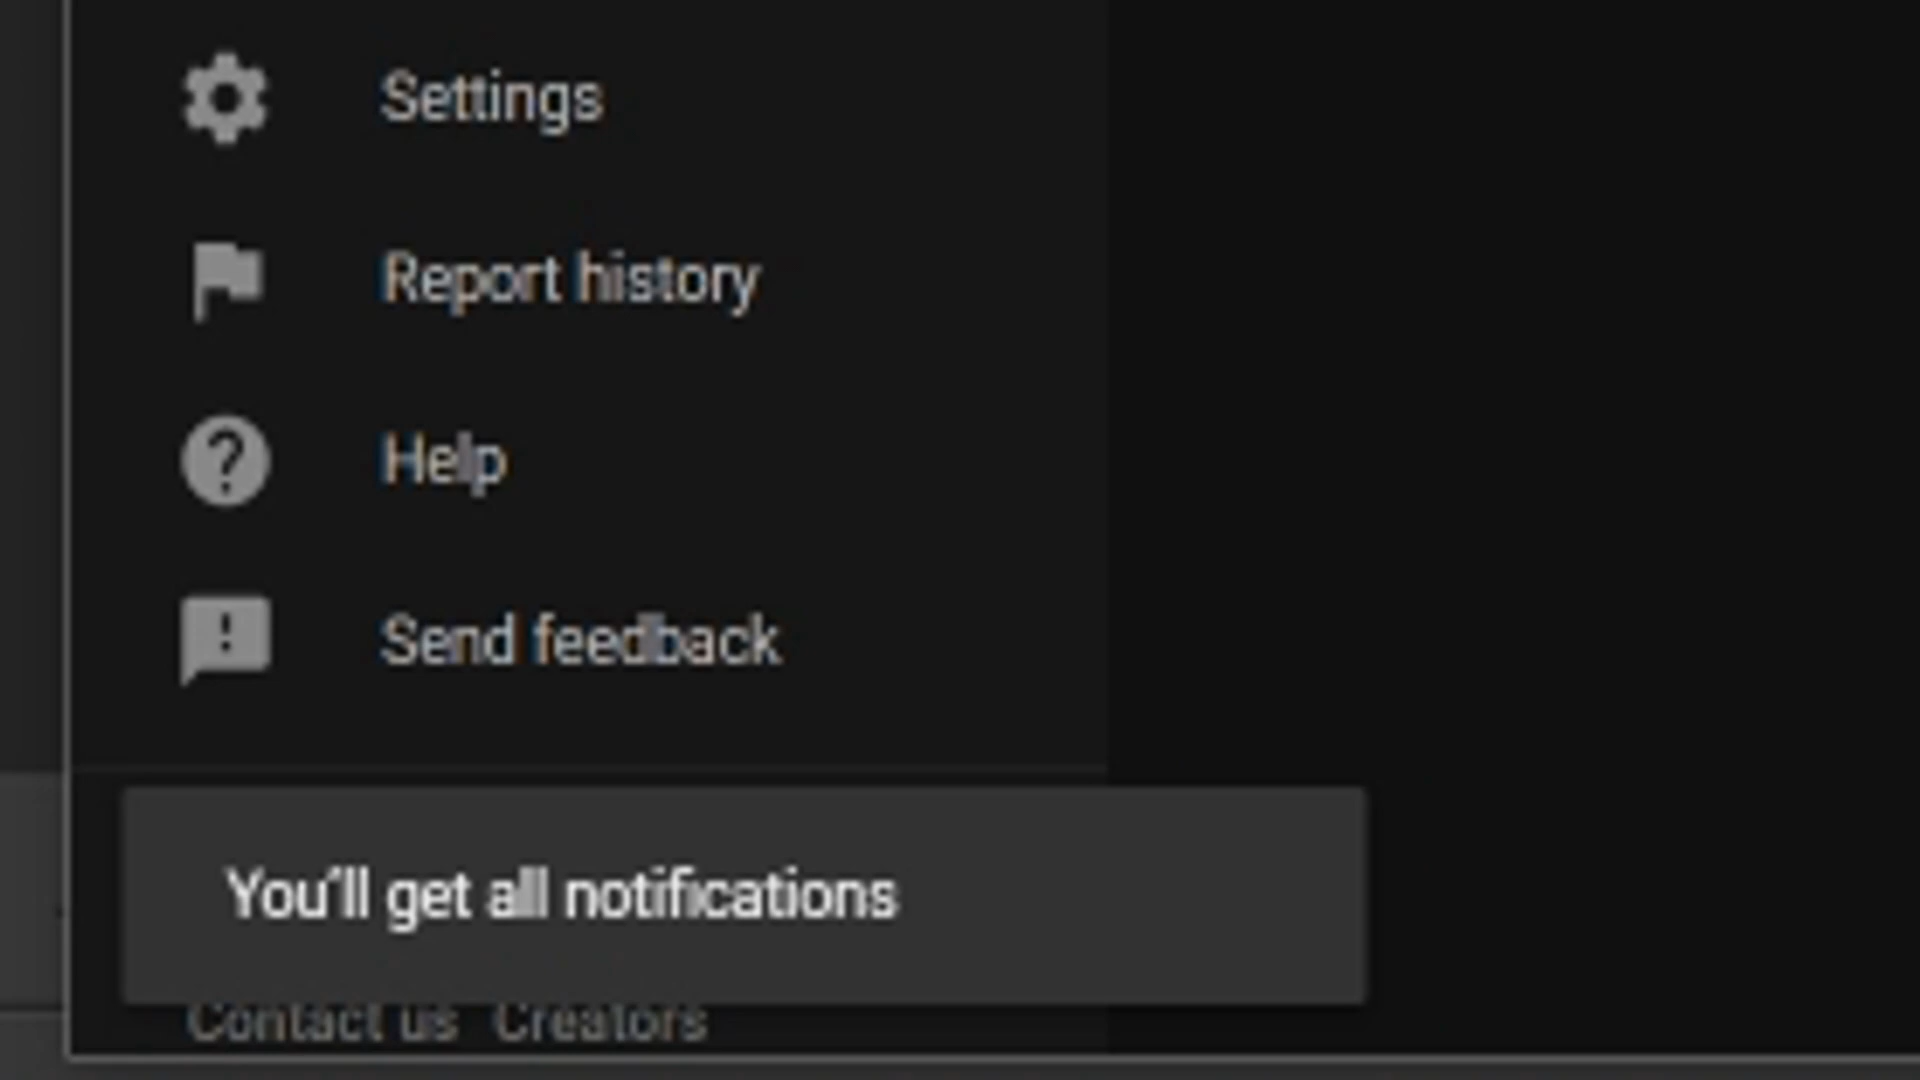 Settings
Report history
Help
Send feedback
You'll get all notifications
Contact us Creators